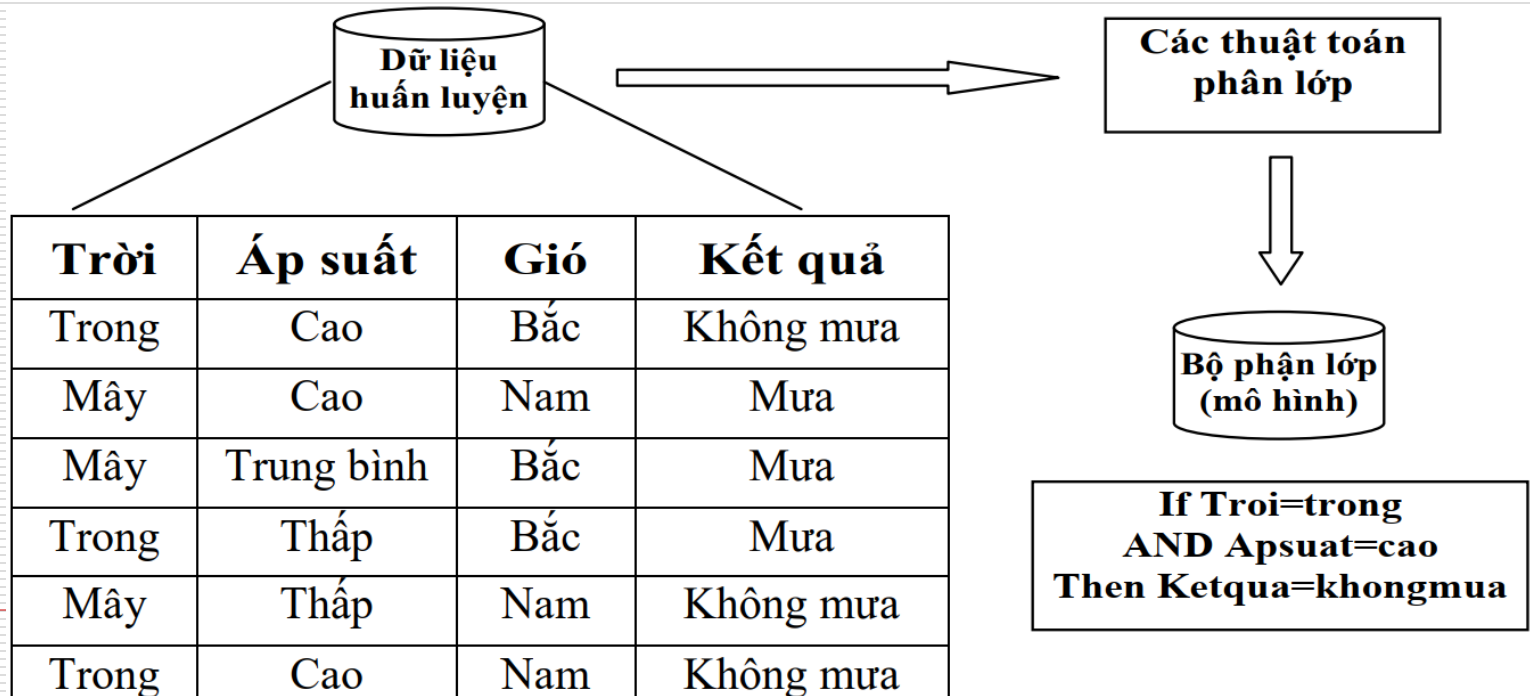 Dữ liệu
huấn luyện
Các thuật toán
phân lớp
Trời Áp suất Gió Kết quả
Trong Cao Bắc Không mưa
Mây Cao Nam Mưa
Mây Trung bình Bắc Mưa
Trong Thấp Bắc Mưa
Mây Thấp Nam Không mưa
Trong Cao Nam Không mưa
Bộ phận lớp
(mô hình)
If Troi=trong
AND Apsuat=cao
Then Ketqua=khongmua